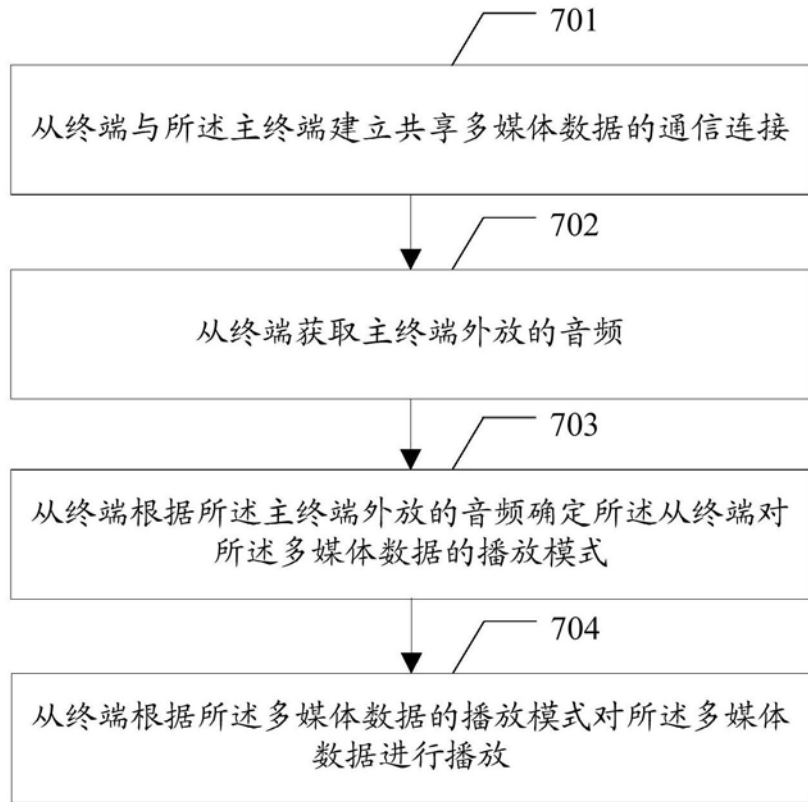 701
从终端与所述主终端建立共享多媒体数据的通信连接
702
从终端获取主终端外放的音频
703
从终端根据所述主终端外放的音频确定所述从终端对
所述多媒体数据的播放模式
704
从终端根据所述多媒体数据的播放模式对所述多媒体
数据进行播放